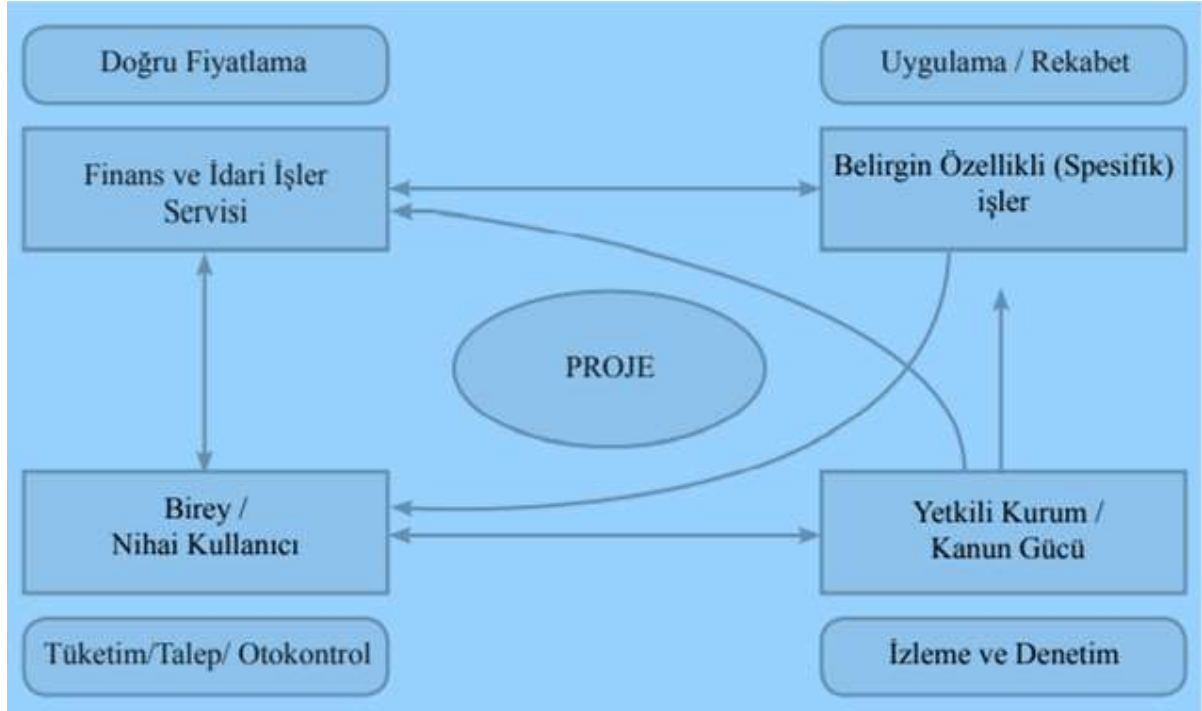 Doğru Fiyatlama
Uygulama / Rekabet
Finans ve İdari İşler
Servisi
Belirgin Özellikli (Spesifik)
işler
PROJE
Birey /
Nihai Kullanıcı
Yetkili Kurum /
Kanun Gücü
Tüketim/Talep/ Otokontrol
İzleme ve Denetim